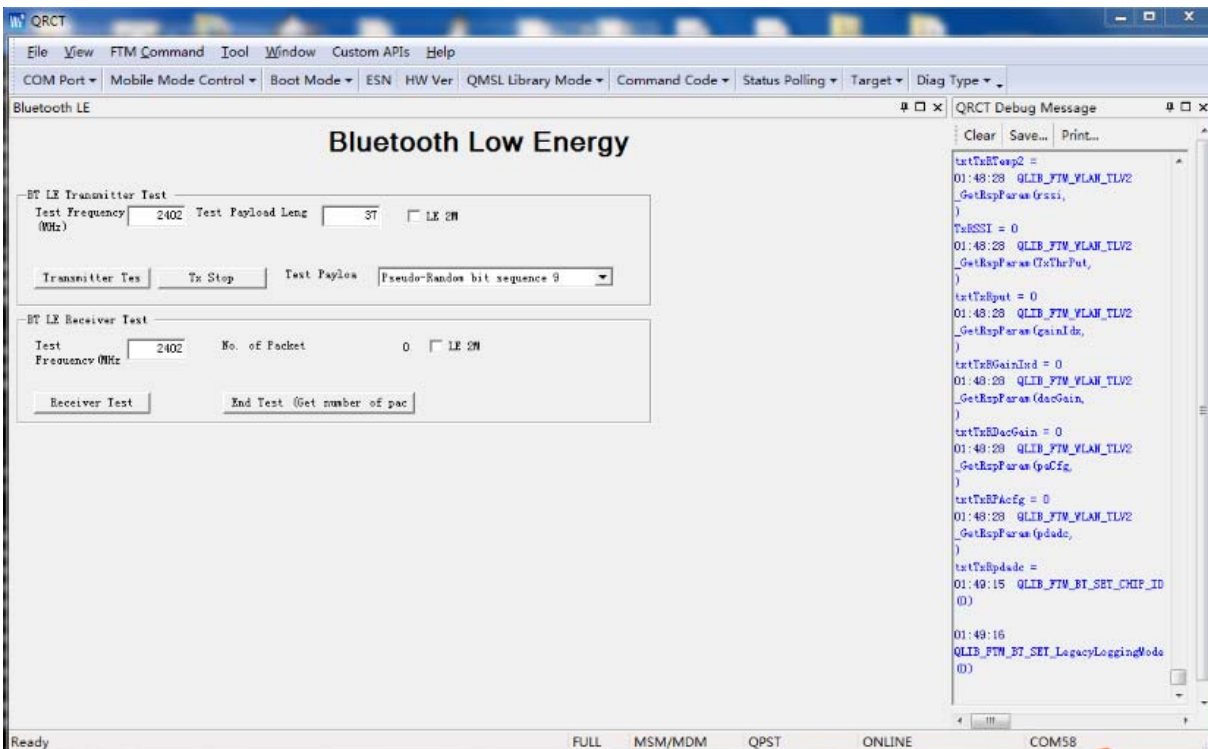 QRCT
File View FTM Command Tool Window Custom APIs Help
COM Port Mobile Mode Control Boot Mode ESN HW Ver QMSL Library Mode Command Code Status Polling Target Diag Type
Bluetooth LE
Bluetooth Low Energy
BT LE Transmitter Test
Test Frequency (MHz) 2402 Test Payload Leng 37 LE 2M
Transmitter Tes Tx Stop Test Payloa Pseudo-Random bit sequence 9
BT LE Receiver Test
Test Frequency (MHz 2402 No. of Packet 0 LE 2M
Receiver Test End Test (Get number of pac
QRCT Debug Message
Clear Save... Print...
txtTxRTemp2 =
01:48:28 QLIB_FTM_WLAN_TLV2
_GetRspParam(rssi,
)
TxRSSI = 0
01:48:28 QLIB_FTM_WLAN_TLV2
_GetRspParam(TxThrPut,
)
txtTxRput = 0
01:48:28 QLIB_FTM_WLAN_TLV2
_GetRspParam(gainIdx,
)
txtTxRGainIxd = 0
01:48:28 QLIB_FTM_WLAN_TLV2
_GetRspParam(dacGain,
)
txtTxRDacGain = 0
01:48:28 QLIB_FTM_WLAN_TLV2
_GetRspParam(paCfg,
)
txtTxRPAcfg = 0
01:48:28 QLIB_FTM_WLAN_TLV2
_GetRspParam(pdadc,
)
txtTxRpdadc =
01:49:15 QLIB_FTM_BT_SET_CHIP_ID
(0)
01:49:16
QLIB_FTM_BT_SET_LegacyLoggingMode
(0)
Ready FULL MSM/MDM QPST ONLINE COM58